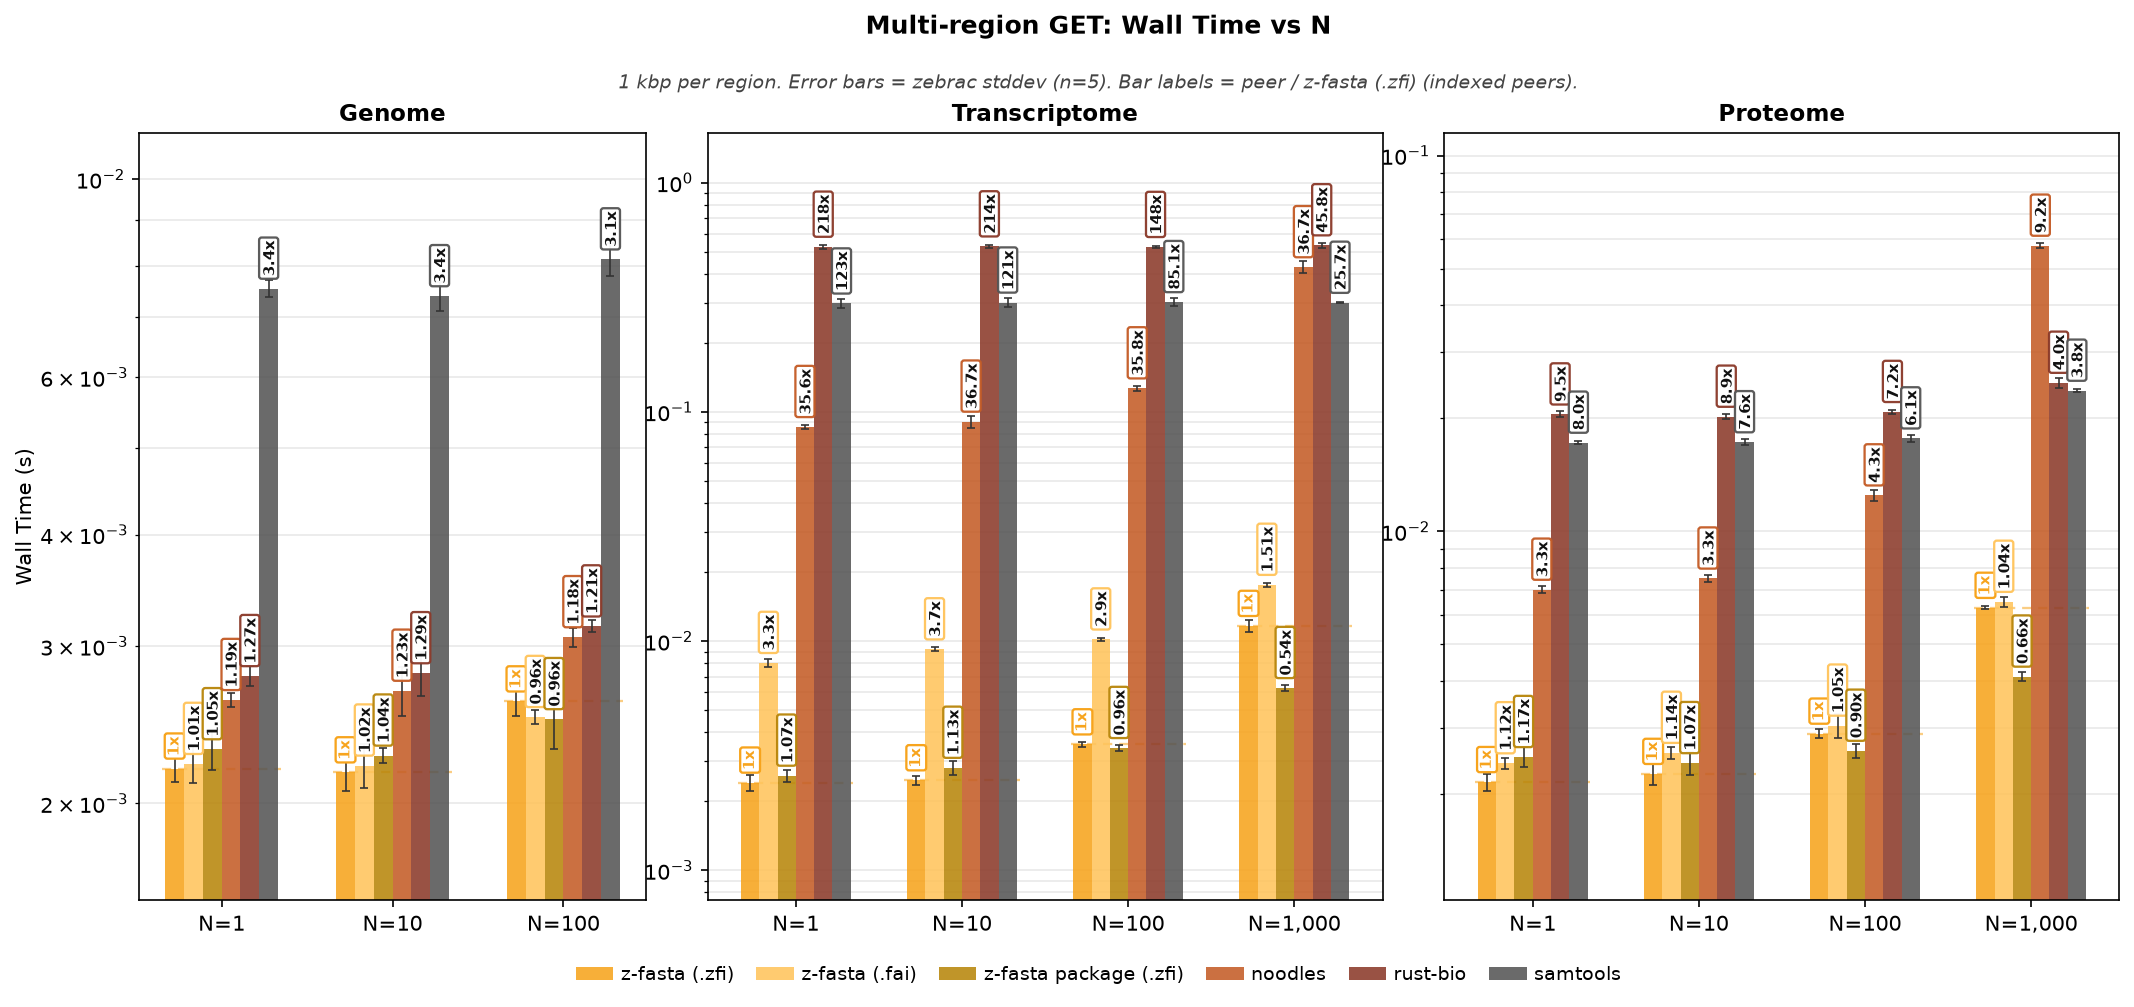 Multi-region GET: Wall Time vs N
1 kbp per region. Error bars = zebrac stddev (n=5). Bar labels = peer / z-fasta (.zfi) (indexed peers).
Genome
Wall Time (s)
10⁻²
6 × 10⁻³
4 × 10⁻³
3 × 10⁻³
2 × 10⁻³
1x 1.01x 1.05x 1.19x 1.27x 3.4x
1x 1.02x 1.04x 1.23x 1.29x 3.4x
1x 0.96x 0.96x 1.18x 1.21x 3.1x
N=1 N=10 N=100
Transcriptome
10⁰
10⁻¹
10⁻²
10⁻³
1x 3.3x 1.07x 35.6x 218x 123x
1x 3.7x 1.13x 36.7x 214x 121x
1x 2.9x 0.96x 35.8x 148x 85.1x
1x 1.51x 0.54x 36.7x 45.8x 25.7x
N=1 N=10 N=100 N=1,000
Proteome
10⁻¹
10⁻²
1x 1.12x 1.17x 3.3x 9.5x 8.0x
1x 1.14x 1.07x 3.3x 8.9x 7.6x
1x 1.05x 0.90x 4.3x 7.2x 6.1x
1x 1.04x 0.66x 9.2x 4.0x 3.8x
N=1 N=10 N=100 N=1,000
z-fasta (.zfi) z-fasta (.fai) z-fasta package (.zfi) noodles rust-bio samtools